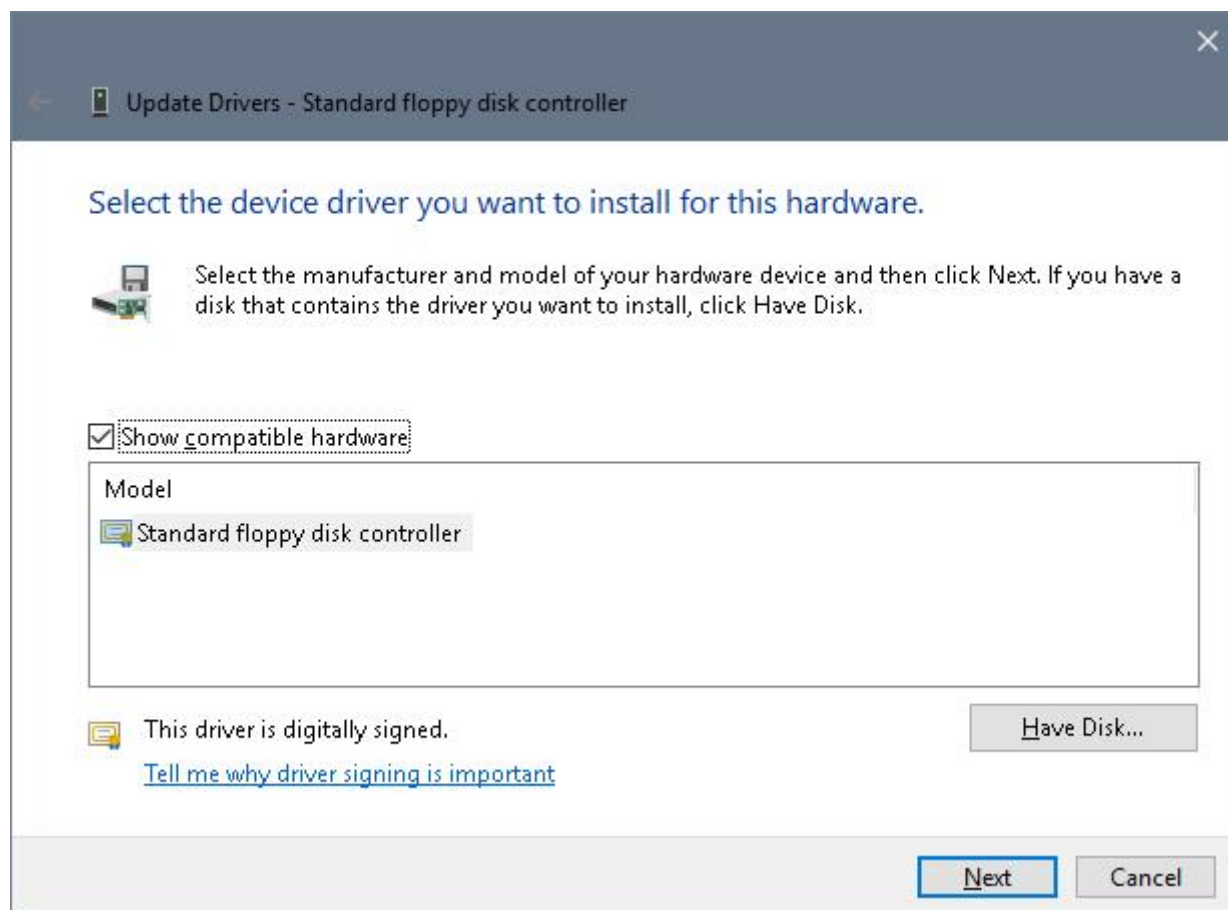 Update Drivers - Standard floppy disk controller
Select the device driver you want to install for this hardware.
Select the manufacturer and model of your hardware device and then click Next. If you have a
disk that contains the driver you want to install, click Have Disk.
Show compatible hardware
Model
Standard floppy disk controller
This driver is digitally signed.
Have Disk...
Tell me why driver signing is important
Next
Cancel